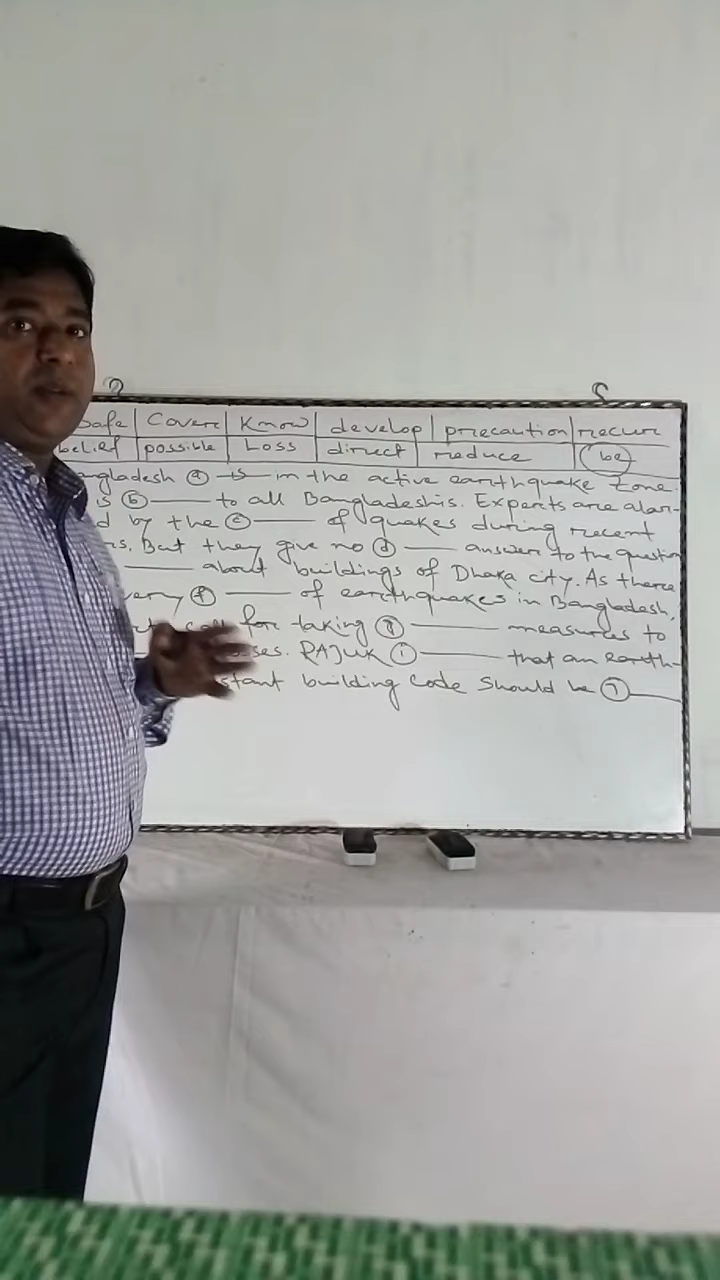 Safe | Cover | Know | develop | precaution | recur
belief | possible | Loss | direct | reduce | be
ngladesh ⓐ is in the active earthquake zone.
is ⓑ —— to all Bangladeshis. Experts are alar-
d by the ⓒ —— of quakes during recent
rs. But they give no ⓓ —— answer to the question
—— about buildings of Dhaka city. As there
very ⓕ —— of earthquakes in Bangladesh,
call for taking ⓖ —— measures to
ses. RAJUK ⓘ —— that an earth-
stant building Code Should be ⓙ ——